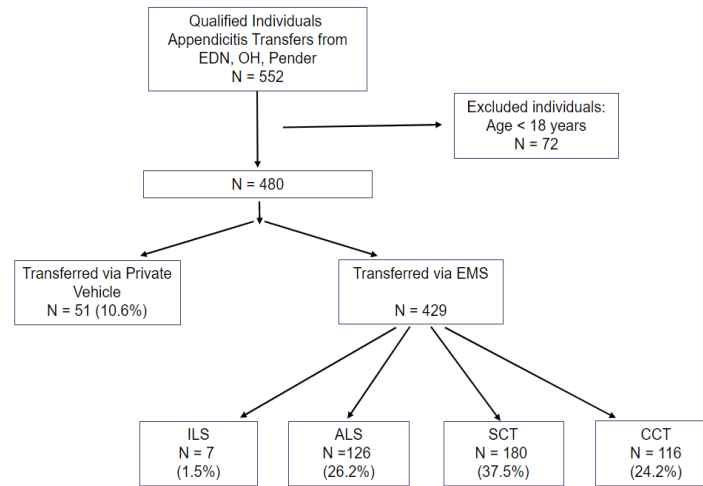 Qualified Individuals
Appendicitis Transfers from
EDN, OH, Pender
N = 552
Excluded individuals:
Age < 18 years
N = 72
N = 480
Transferred via Private
Vehicle
N = 51 (10.6%)
Transferred via EMS
N = 429
ILS
N = 7
(1.5%)
ALS
N =126
(26.2%)
SCT
N = 180
(37.5%)
CCT
N = 116
(24.2%)